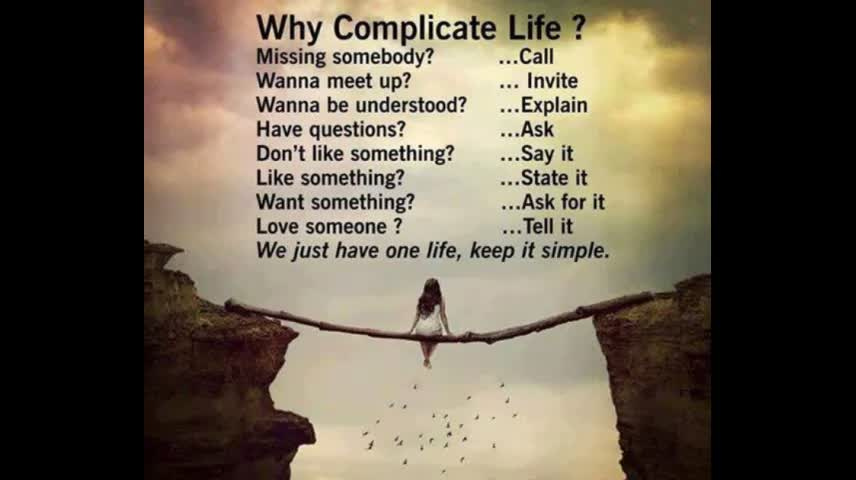 Why Complicate Life ?
Missing somebody? ...Call
Wanna meet up? ... Invite
Wanna be understood? ...Explain
Have questions? ...Ask
Don't like something? ...Say it
Like something? ...State it
Want something? ...Ask for it
Love someone ? ...Tell it
We just have one life, keep it simple.